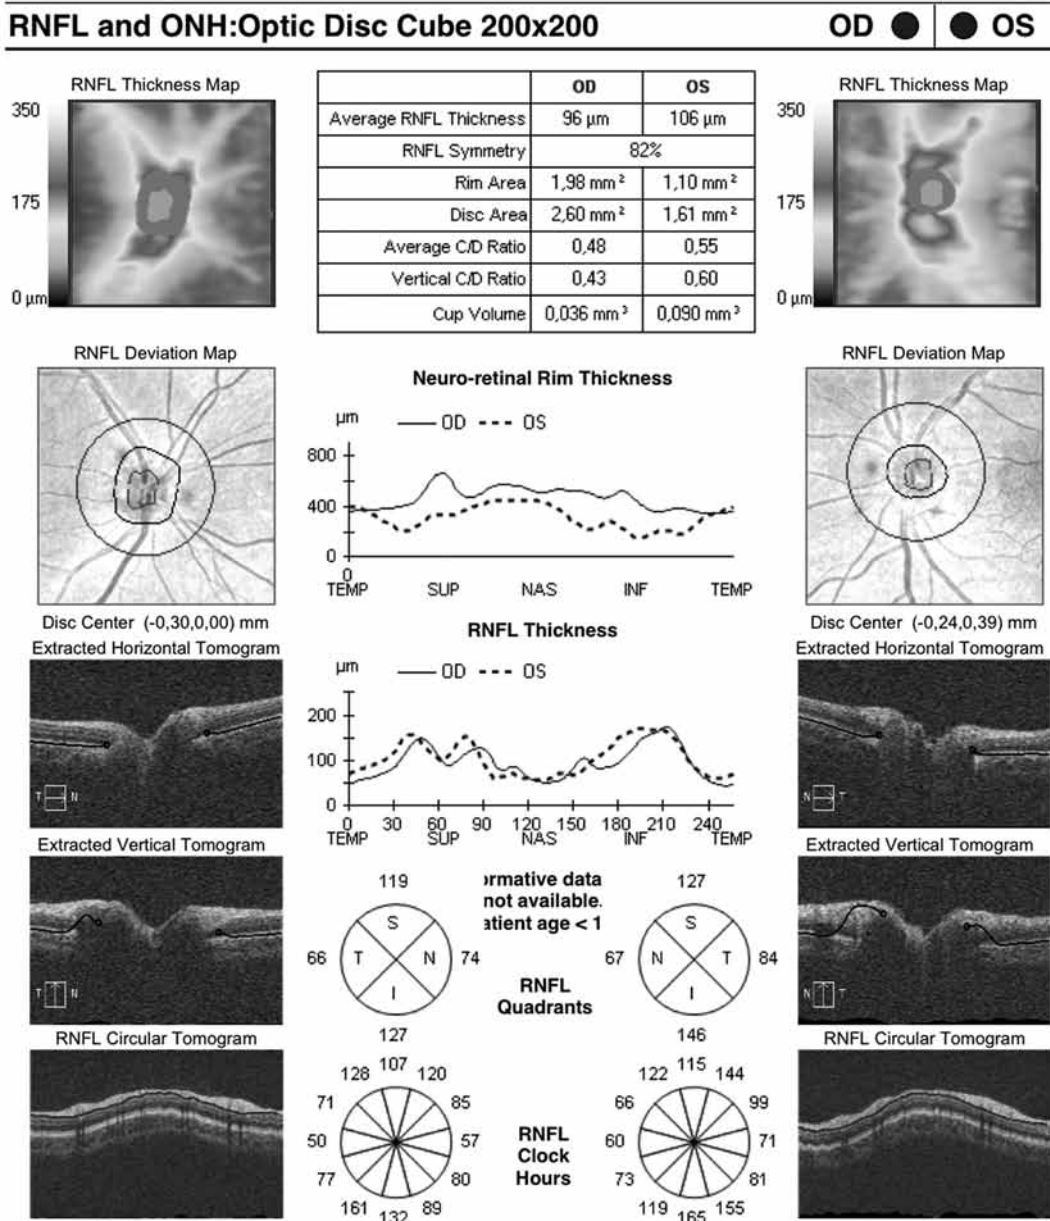 RNFL and ONH:Optic Disc Cube 200x200 OD OS
RNFL Thickness Map
350
175
0 µm
OD OS
Average RNFL Thickness 96 µm 106 µm
RNFL Symmetry 82%
Rim Area 1,98 mm² 1,10 mm²
Disc Area 2,60 mm² 1,61 mm²
Average C/D Ratio 0,48 0,55
Vertical C/D Ratio 0,43 0,60
Cup Volume 0,036 mm³ 0,090 mm³
RNFL Thickness Map
350
175
0 µm
RNFL Deviation Map
Disc Center (-0,30,0,00) mm
Neuro-retinal Rim Thickness
µm OD OS
800
400
0
0
TEMP SUP NAS INF TEMP
RNFL Deviation Map
Disc Center (-0,24,0,39) mm
Extracted Horizontal Tomogram
T N
RNFL Thickness
µm OD OS
200
100
0
0 30 60 90 120 150 180 210 240
TEMP SUP NAS INF TEMP
Extracted Horizontal Tomogram
N T
Extracted Vertical Tomogram
T N
119
S
66 T N 74
I
127
ormative data
not available.
atient age < 1
RNFL
Quadrants
127
S
67 N T 84
I
146
Extracted Vertical Tomogram
N T
RNFL Circular Tomogram
107
128 120
71 85
50 57
77 80
161 89
132
RNFL
Clock
Hours
115
122 144
66 99
60 71
73 81
119 155
165
RNFL Circular Tomogram